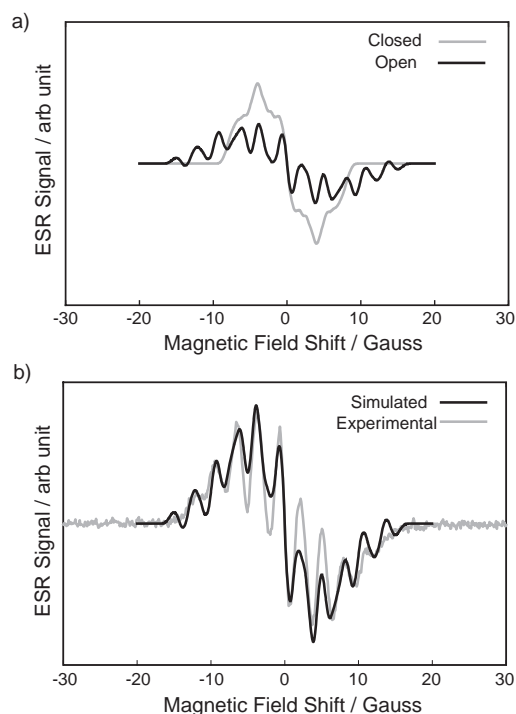 a)
Closed
Open
ESR Signal / arb unit
-30 -20 -10 0 10 20 30
Magnetic Field Shift / Gauss
b)
Simulated
Experimental
ESR Signal / arb unit
-30 -20 -10 0 10 20 30
Magnetic Field Shift / Gauss